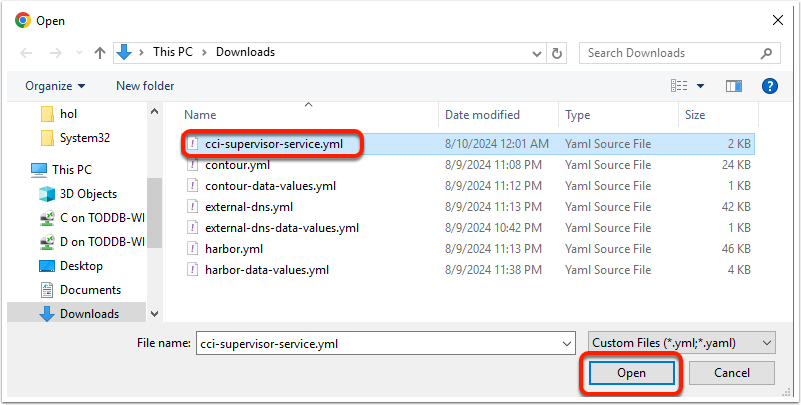 Open
This PC > Downloads
Search Downloads
Organize New folder ?
Name Date modified Type Size
hol
System32
This PC
3D Objects
C on TODDB-WI
D on TODDB-WI
Desktop
Documents
Downloads
cci-supervisor-service.yml 8/10/2024 12:01 AM Yaml Source File 2 KB
contour.yml 8/9/2024 11:08 PM Yaml Source File 24 KB
contour-data-values.yml 8/9/2024 11:12 PM Yaml Source File 1 KB
external-dns.yml 8/9/2024 11:13 PM Yaml Source File 42 KB
external-dns-data-values.yml 8/9/2024 10:42 PM Yaml Source File 1 KB
harbor.yml 8/9/2024 11:13 PM Yaml Source File 46 KB
harbor-data-values.yml 8/9/2024 11:38 PM Yaml Source File 4 KB
File name: cci-supervisor-service.yml Custom Files (*.yml;*.yaml)
Open Cancel